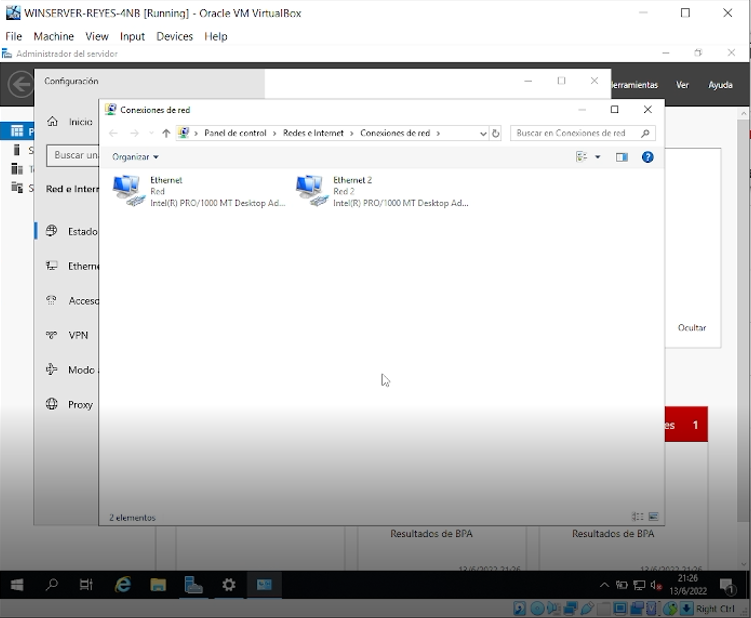 WINSERVER-REYES-4NB [Running] - Oracle VM VirtualBox
File Machine View Input Devices Help
Administrador del servidor
Configuración
Herramientas Ver Ayuda
Inicio
Conexiones de red
Panel de control > Redes e Internet > Conexiones de red >
Buscar en Conexiones de red
Buscar una
Organizar
Red e Intern
Ethernet
Red
Intel(R) PRO/1000 MT Desktop Ad...
Ethernet 2
Red 2
Intel(R) PRO/1000 MT Desktop Ad...
Estado
Etherne
Acceso
VPN
Modo a
Proxy
Ocultar
es 1
2 elementos
Resultados de BPA
Resultados de BPA
13/6/2022 21:26
13/6/2022 21:26
21:26
13/6/2022
1
Right Ctrl